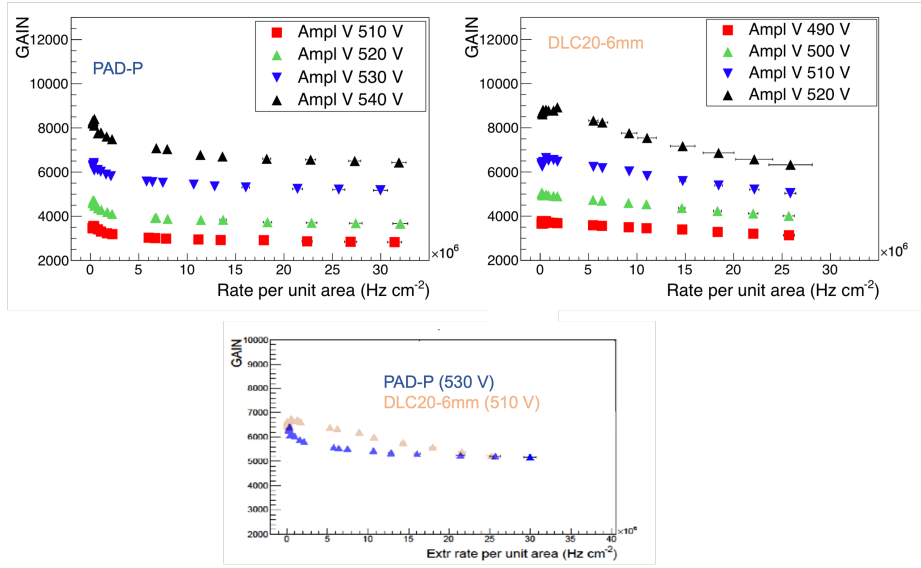 GAIN
12000
10000
8000
6000
4000
2000
PAD-P
Ampl V 510 V
Ampl V 520 V
Ampl V 530 V
Ampl V 540 V
0 5 10 15 20 25 30
×10⁶
Rate per unit area (Hz cm⁻²)
GAIN
12000
10000
8000
6000
4000
2000
DLC20-6mm
Ampl V 490 V
Ampl V 500 V
Ampl V 510 V
Ampl V 520 V
0 5 10 15 20 25 30
×10⁶
Rate per unit area (Hz cm⁻²)
GAIN
10000
9000
8000
7000
6000
5000
4000
3000
2000
PAD-P (530 V)
DLC20-6mm (510 V)
0 5 10 15 20 25 30 35 40
×10⁶
Extr rate per unit area (Hz cm⁻²)